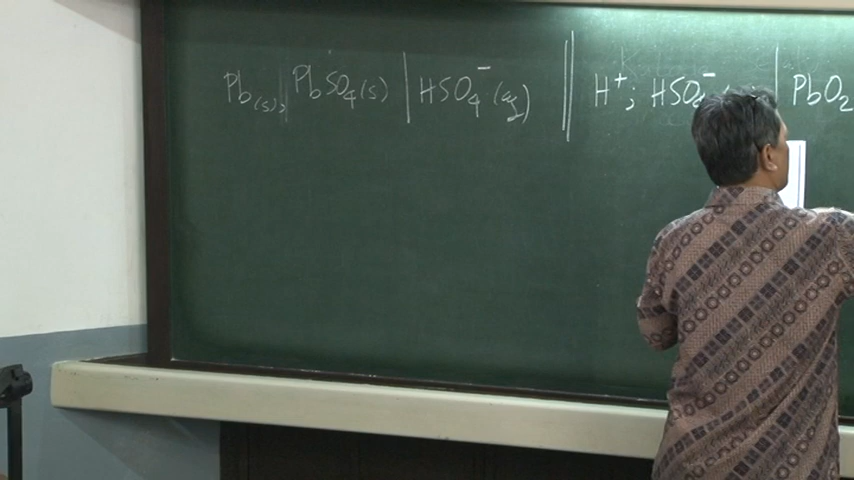 Pb(s), PbSO4(s) | HSO4⁻(aq) || H⁺; HSO4⁻ | PbO2